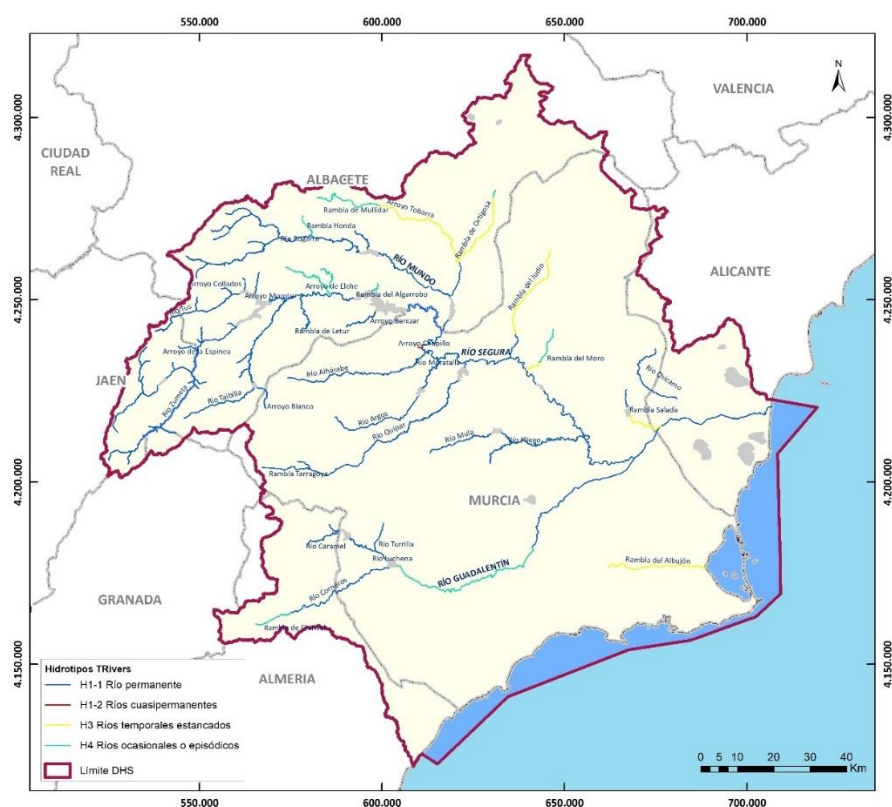 550.000 600.000 650.000 700.000
N
4.300.000 4.300.000
VALENCIA
CIUDAD
REAL
ALBACETE
Rambla de Mullidar
Arroyo Tobarra
Rambla de Ortigosa
Rambla Honda
Río Bogarra
RÍO MUNDO
ALICANTE
Arroyo Collados
Arroyo de Elche
4.250.000 4.250.000
Arroyo Morote
Rambla del Algarrobo
Rambla del Judío
Río Tus
Arroyo Benizar
Rambla de Letur
Arroyo Chopillo
Arroyo de la Espinea
RÍO SEGURA
Río Moratalla
Rambla del Moro
JAEN
Río Alhárabe
Río Chícamo
Río Zumeta
Río Taibilla
Arroyo Blanco
Rambla Salada
Río Argos
Río Quípar
Río Mula
Río Pliego
Rambla Tarragoya
4.200.000 4.200.000
MURCIA
Río Caramel
Río Turrilla
Río Luchena
RÍO GUADALENTÍN
Rambla del Albujón
GRANADA
Río Corneros
4.150.000 4.150.000
ALMERIA
Hidrotipos TRivers
H1-1 Río permanente
H1-2 Ríos cuasipermanentes
H3 Ríos temporales estancados
H4 Ríos ocasionales o episódicos
Límite DHS
0 5 10 20 30 40
Km
550.000 600.000 650.000 700.000